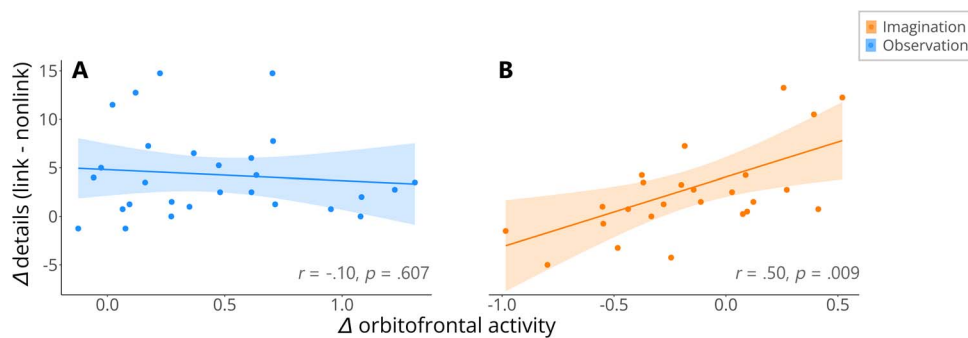 Imagination
Observation
A
B
Δ details (link - nonlink)
15
10
5
0
-5
r = -.10, p = .607
r = .50, p = .009
0.0
0.5
1.0
-1.0
-0.5
0.0
0.5
Δ orbitofrontal activity